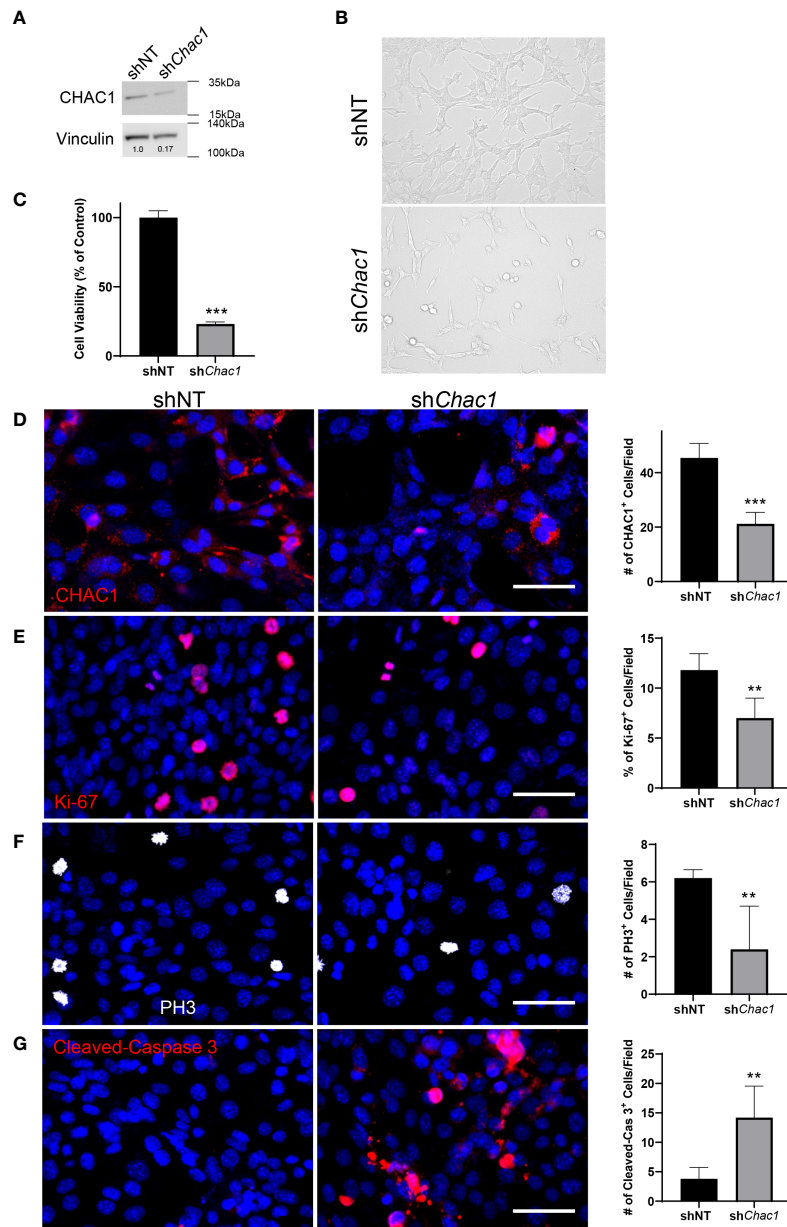 A
shNT
shChac1
CHAC1
35kDa
15kDa
Vinculin
140kDa
100kDa
1.0 0.17
B
shNT
shChac1
C
Cell Viability (% of Control)
100
50
0
***
shNT shChac1
shNT shChac1
D
CHAC1
# of CHAC1+ Cells/Field
40
20
0
***
shNT shChac1
E
Ki-67
% of Ki-67+ Cells/Field
15
10
5
0
**
shNT shChac1
F
PH3
# of PH3+ Cells/Field
8
6
4
2
0
**
shNT shChac1
G
Cleaved-Caspase 3
# of Cleaved-Cas 3+ Cells/Field
25
20
15
10
5
0
**
shNT shChac1